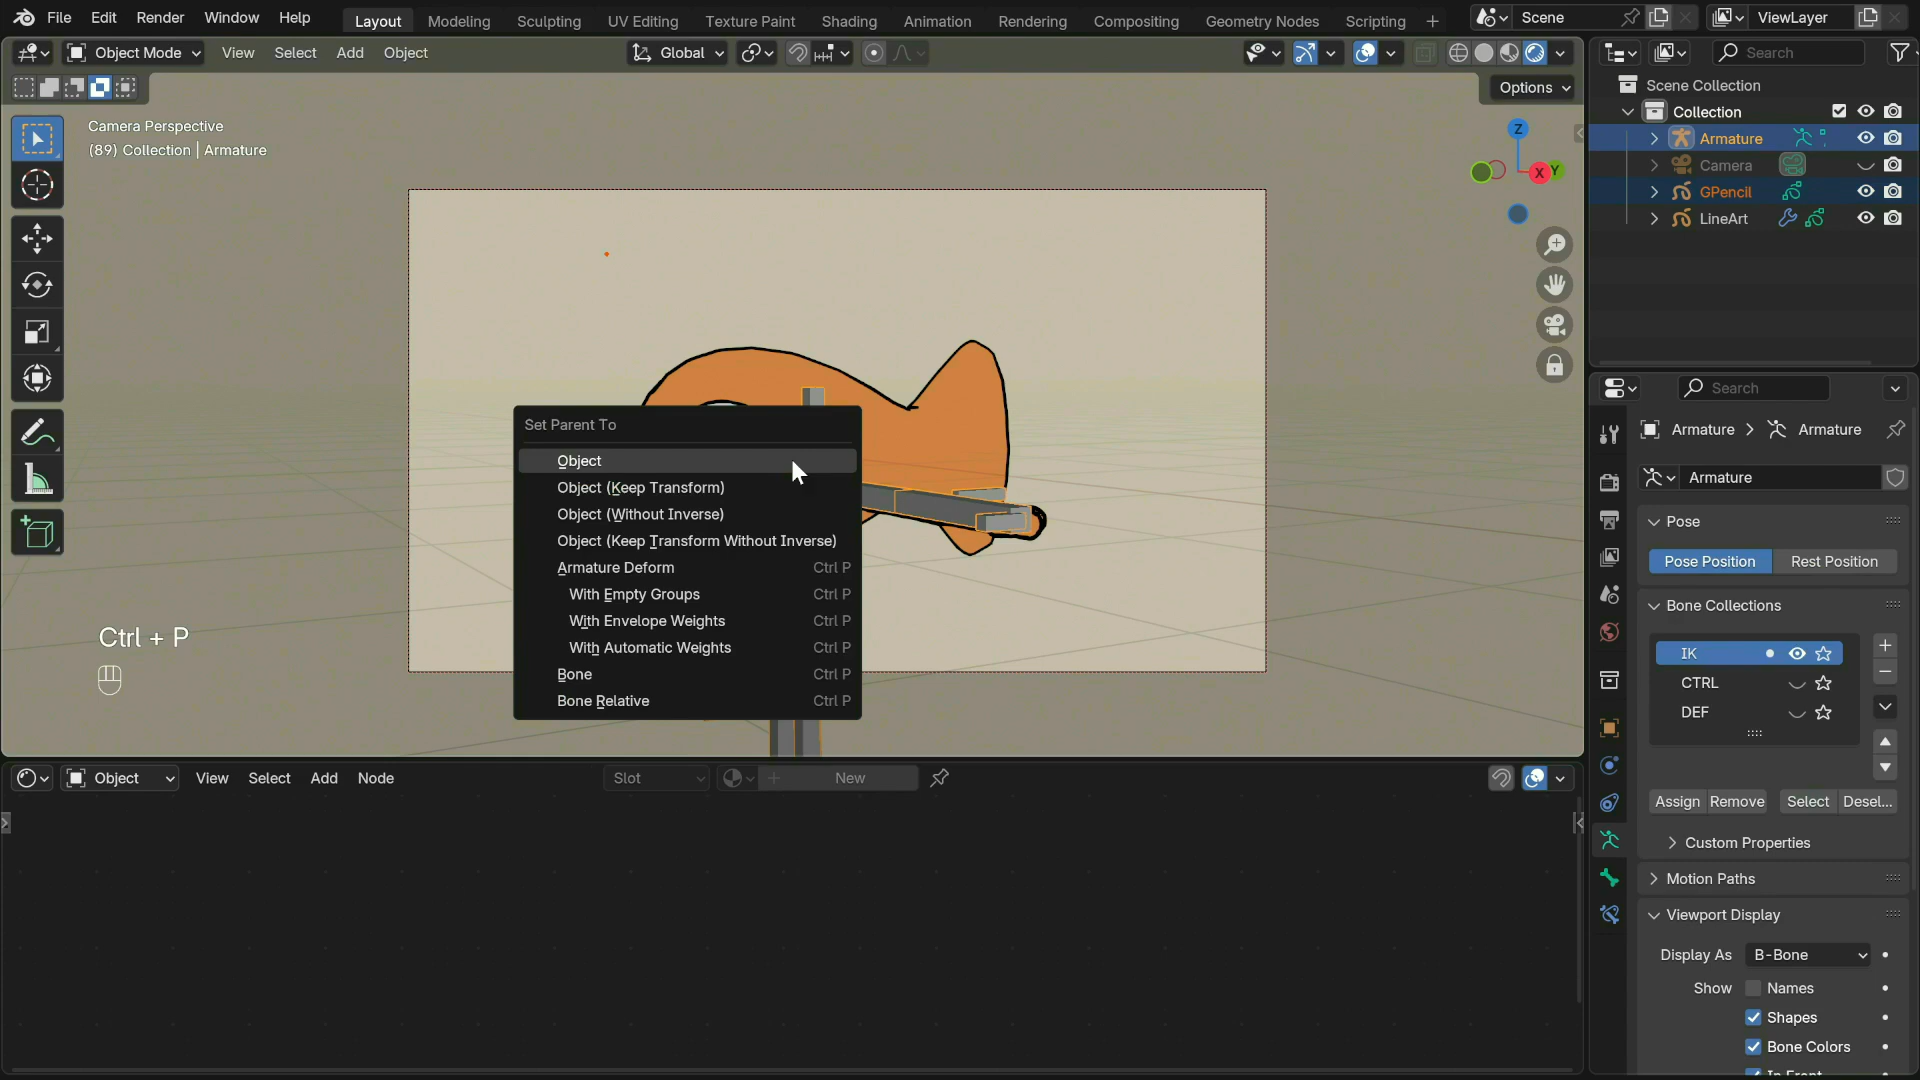 File Edit Render Window Help Layout Modeling Sculpting UV Editing Texture Paint Shading Animation Rendering Compositing Geometry Nodes Scripting + Scene ViewLayer
Object Mode View Select Add Object Global Search
Options
Camera Perspective
(89) Collection | Armature
Z
X Y
Scene Collection
Collection
Armature
Camera
GPencil
LineArt
Set Parent To
Object
Object (Keep Transform)
Object (Without Inverse)
Object (Keep Transform Without Inverse)
Armature Deform Ctrl P
With Empty Groups Ctrl P
With Envelope Weights Ctrl P
With Automatic Weights Ctrl P
Bone Ctrl P
Bone Relative Ctrl P
Ctrl + P
Search
Armature > Armature
Armature
Pose
Pose Position Rest Position
Bone Collections
IK
CTRL
DEF
Assign Remove Select Desel...
Custom Properties
Motion Paths
Viewport Display
Display As B-Bone
Show Names
Shapes
Bone Colors
In Front
Object View Select Add Node Slot New